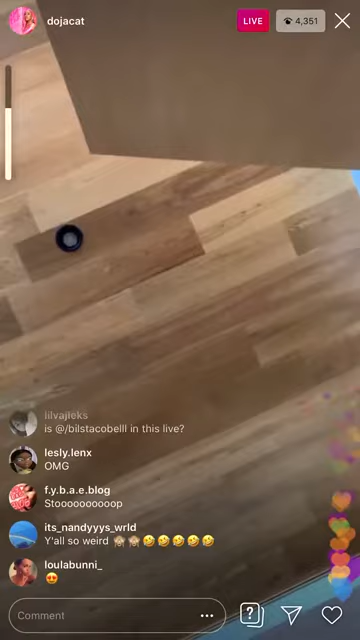 dojacat
LIVE
4,351
lilvajleks
is @/bilstacobelll in this live?
lesly.lenx
OMG
f.y.b.a.e.blog
Stooooooooop
its_nandyyys_wrld
Y'all so weird 🙈🙈🤣🤣🤣🤣🤣
loulabunni_
😍
Comment